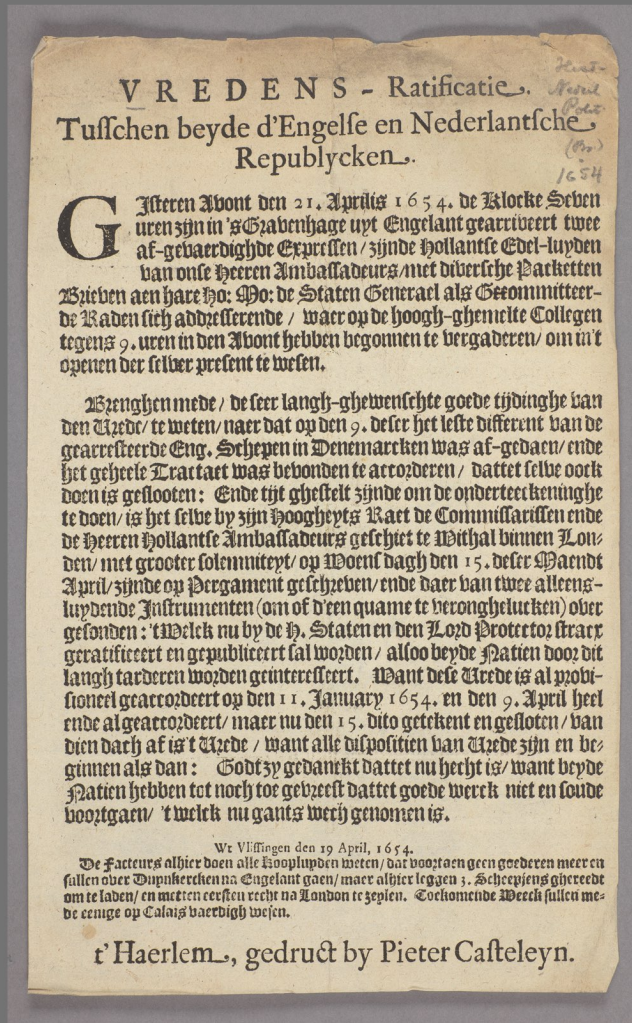 VREDENS - Ratificatie.
Tusschen beyde d'Engelse en Nederlantsche
Republycken.
Hist-
Nederl
Polit
(Br.)
1654
GIsteren Avont den 21. Aprilis 1654. de Klocke Seven
uren zijn in 's Gravenhage uyt Engelant gearriveert twee
af-gevaerdighde Expressen / zijnde Hollantse Edel-luyden
van onse Heeren Ambassadeurs / met diversche Packetten
Brieven aen hare Ho: Mo: de Staten Generael als Gecommitteer-
de Raden sich addresserende / waer op de hoogh-ghemelte Collegen
tegens 9. uren in den Avont hebben begonnen te vergaderen / om in 't
openen der selver present te wesen.
Brenghen mede / de seer langh-ghewenschte goede tijdinghe van
den Vrede / te weten / naer dat op den 9. deser het leste different van de
gearresteerde Eng. Schepen in Denemarcken was af-gedaen / ende
het geheele Tractaet was bevonden te accorderen / dattet selve oock
doen is geslooten: Ende tijt ghestelt zijnde om de onderteeckeninghe
te doen / is het selve by zijn Hoogheyts Raet de Commissarissen ende
de Heeren Hollantse Ambassadeurs geschiet te Withal binnen Lon-
den / met grooter solemniteyt / op Woensdagh den 15. deser Maendt
April / zijnde op Pergament geschreven / ende daer van twee alleens-
luydende Instrumenten (om of d'een quame te veronghelucken) over
gesonden: 't Welck nu by de H. Staten en den Lord Protector stracx
geratificeert en gepubliceert sal worden / alsoo beyde Natien door dit
langh tarderen worden geinteresseert. Want dese Vrede is al provi-
sioneel geaccordeert op den 11. January 1654. en den 9. April heel
ende al geaccordeert / maer nu den 15. dito getekent en gesloten / van
dien dach af is 't Vrede / want alle dispositien van Vrede zijn en be-
ginnen als dan: Godt zy gedanckt dattet nu hecht is / want beyde
Natien hebben tot noch toe gevreest dattet goede werck niet en soude
voortgaen / 't welck nu gants wech genomen is.
Wt Vlissingen den 19 April, 1654.
De Facteurs alhier doen alle Kooplupden weten / dat voortaen geen goederen meer en
sullen over Duynkercken na Engelant gaen / maer alhier leggen 3. Scheepjens ghereedt
om te laden / en metten eersten recht na London te zeylen. Toekomende Weeck sullen me-
de eenige op Calais vaerdigh wesen.
t'Haerlem, gedruct by Pieter Casteleyn.